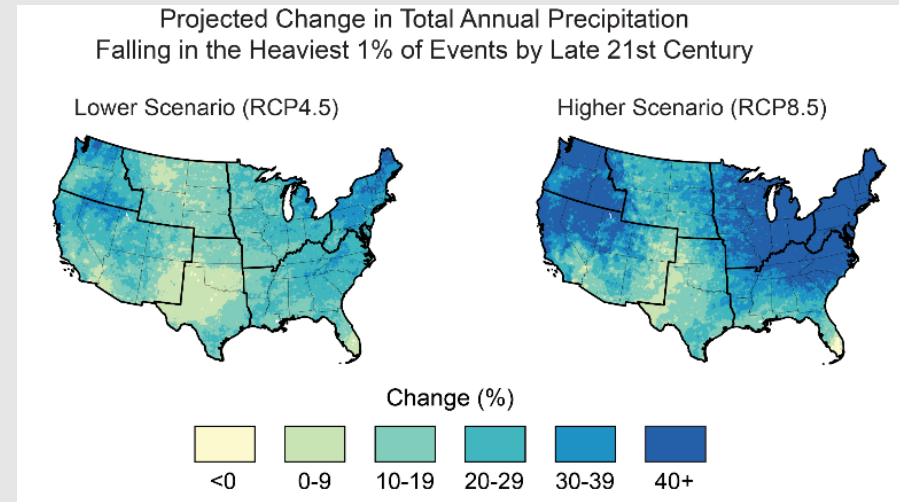 Projected Change in Total Annual Precipitation
Falling in the Heaviest 1% of Events by Late 21st Century
Lower Scenario (RCP4.5)
Higher Scenario (RCP8.5)
Change (%)
<0
0-9
10-19
20-29
30-39
40+